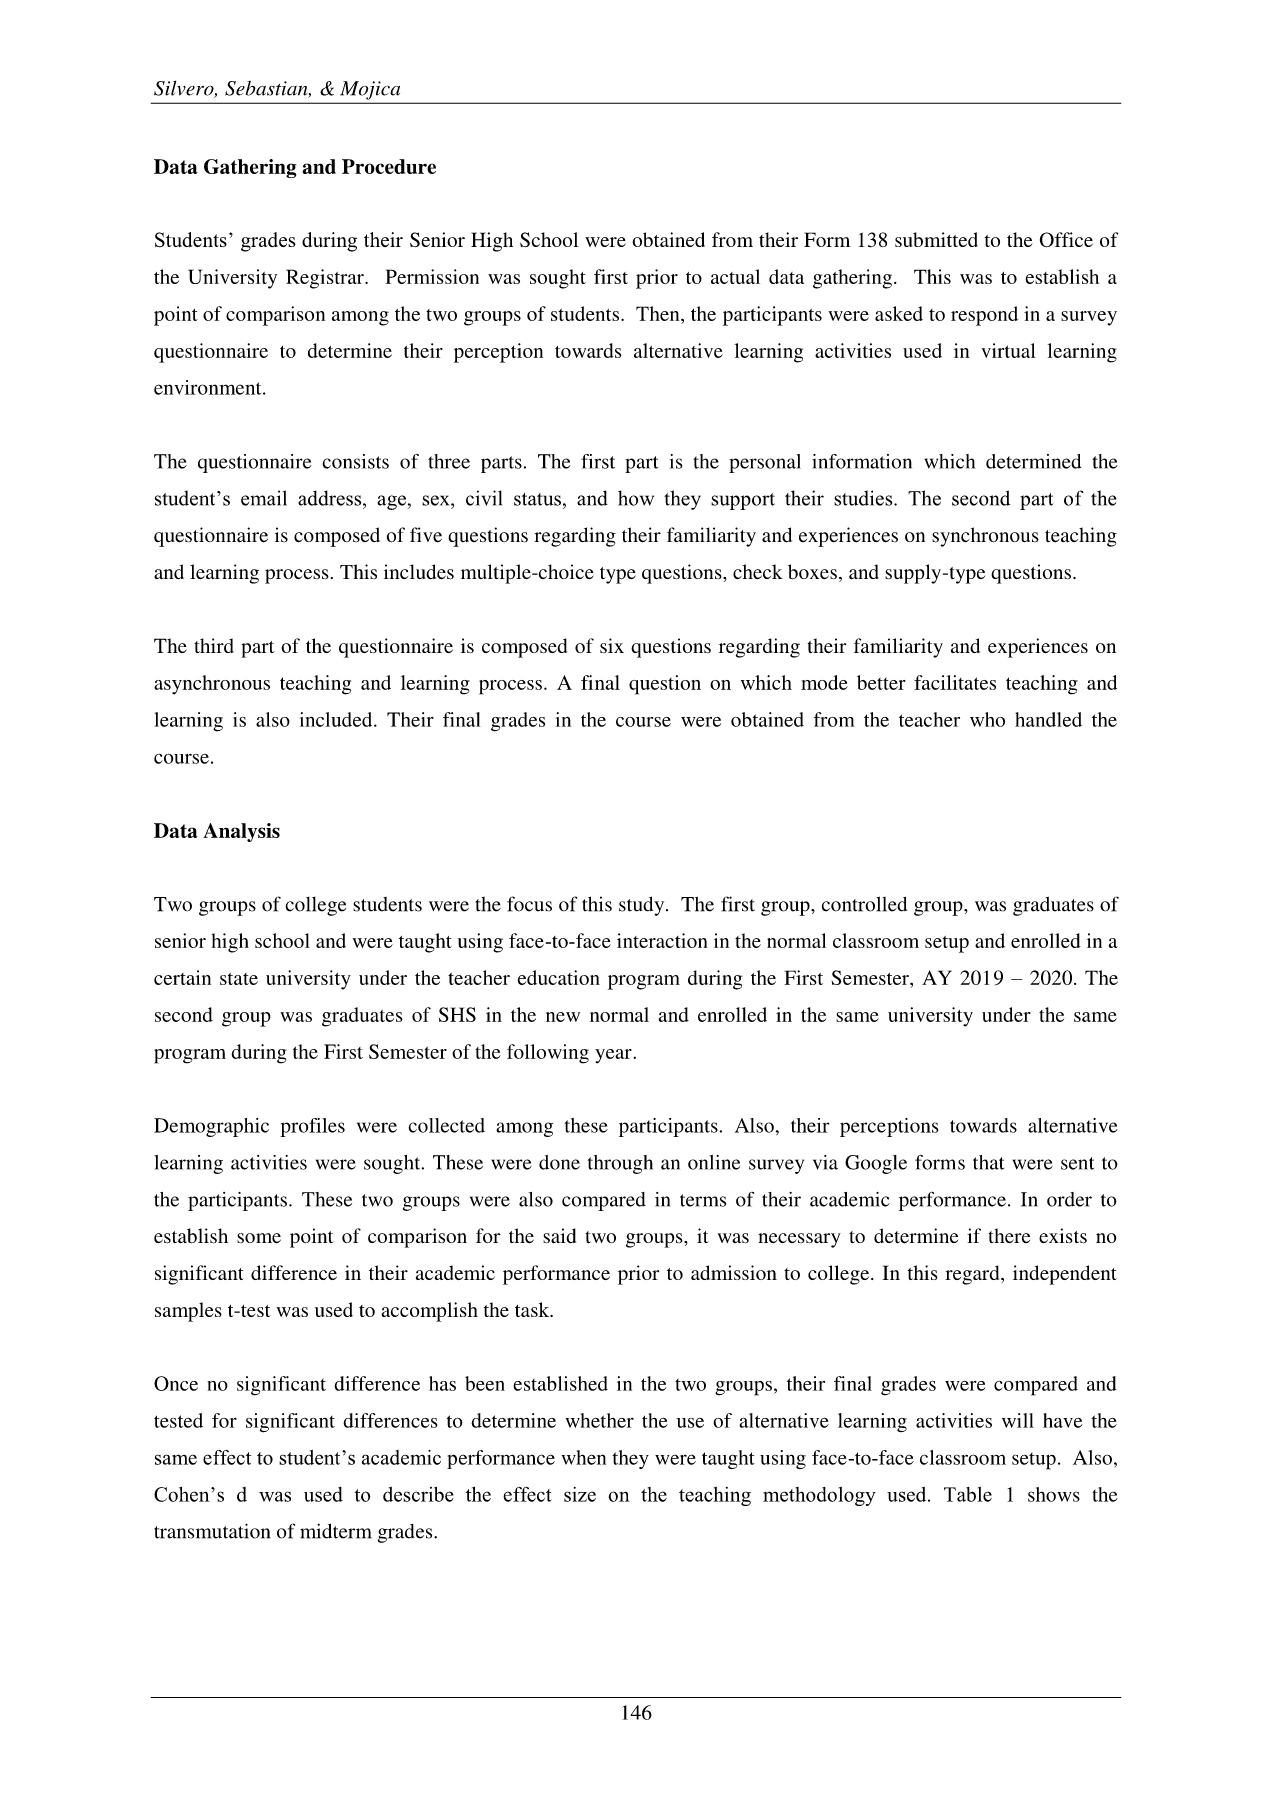 Silvero, Sebastian, & Mojica
Data Gathering and Procedure
Students’ grades during their Senior High School were obtained from their Form 138 submitted to the Office of
the University Registrar.  Permission was sought first prior to actual data gathering.  This was to establish a
point of comparison among the two groups of students.  Then, the participants were asked to respond in a survey
questionnaire to determine their perception towards alternative learning activities used in virtual learning
environment.
The questionnaire consists of three parts. The first part is the personal information which determined the
student’s email address, age, sex, civil status, and how they support their studies. The second part of the
questionnaire is composed of five questions regarding their familiarity and experiences on synchronous teaching
and learning process. This includes multiple-choice type questions, check boxes, and supply-type questions.
The third part of the questionnaire is composed of six questions regarding their familiarity and experiences on
asynchronous teaching and learning process. A final question on which mode better facilitates teaching and
learning is also included. Their final grades in the course were obtained from the teacher who handled the
course.
Data Analysis
Two groups of college students were the focus of this study.  The first group, controlled group, was graduates of
senior high school and were taught using face-to-face interaction in the normal classroom setup and enrolled in a
certain state university under the teacher education program during the First Semester, AY 2019 – 2020. The
second group was graduates of SHS in the new normal and enrolled in the same university under the same
program during the First Semester of the following year.
Demographic profiles were collected among these participants. Also, their perceptions towards alternative
learning activities were sought. These were done through an online survey via Google forms that were sent to
the participants. These two groups were also compared in terms of their academic performance. In order to
establish some point of comparison for the said two groups, it was necessary to determine if there exists no
significant difference in their academic performance prior to admission to college. In this regard, independent
samples t-test was used to accomplish the task.
Once no significant difference has been established in the two groups, their final grades were compared and
tested for significant differences to determine whether the use of alternative learning activities will have the
same effect to student’s academic performance when they were taught using face-to-face classroom setup.  Also,
Cohen’s d was used to describe the effect size on the teaching methodology used. Table 1 shows the
transmutation of midterm grades.
146